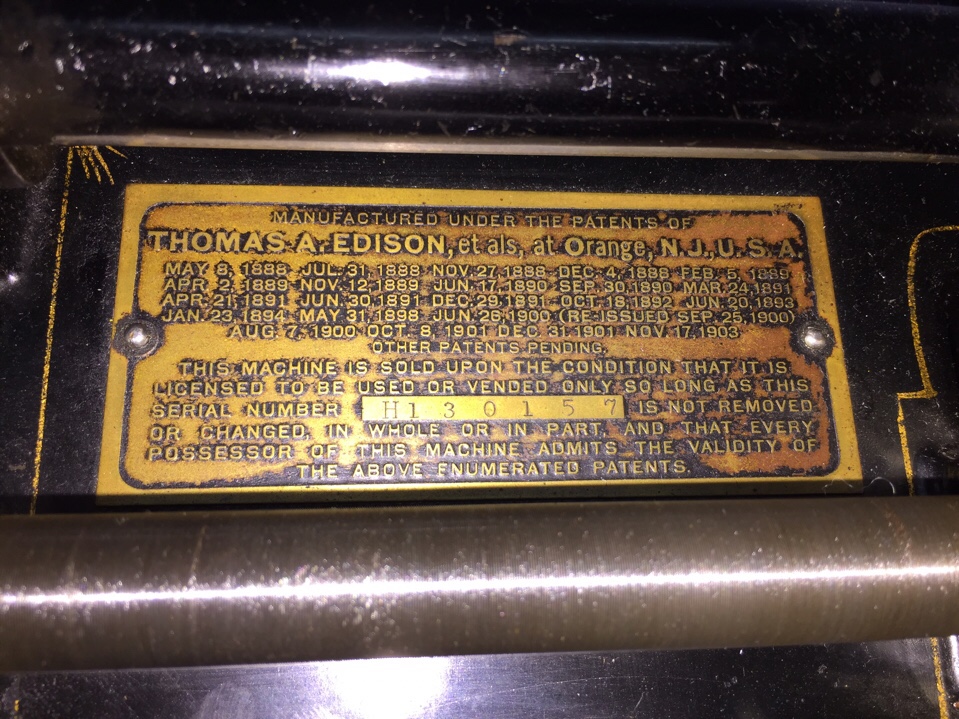 MANUFACTURED UNDER THE PATENTS OF
THOMAS A. EDISON, et als, at Orange, N.J., U.S.A.
MAY 8, 1888 JUL. 31, 1888 NOV. 27, 1888 DEC. 4, 1888 FEB. 5, 1889
APR. 2, 1889 NOV. 12, 1889 JUN. 17, 1890 SEP. 30, 1890 MAR. 24, 1891
APR. 21, 1891 JUN. 30, 1891 DEC. 29, 1891 OCT. 18, 1892 JUN. 20, 1893
JAN. 23, 1894 MAY 31, 1898 JUN. 26, 1900 (RE-ISSUED SEP. 25, 1900)
AUG. 7, 1900 OCT. 8, 1901 DEC. 31, 1901 NOV. 17, 1903
OTHER PATENTS PENDING.
THIS MACHINE IS SOLD UPON THE CONDITION THAT IT IS
LICENSED TO BE USED OR VENDED ONLY SO LONG AS THIS
SERIAL NUMBER H130157 IS NOT REMOVED
OR CHANGED, IN WHOLE OR IN PART, AND THAT EVERY
POSSESSOR OF THIS MACHINE ADMITS THE VALIDITY OF
THE ABOVE ENUMERATED PATENTS.